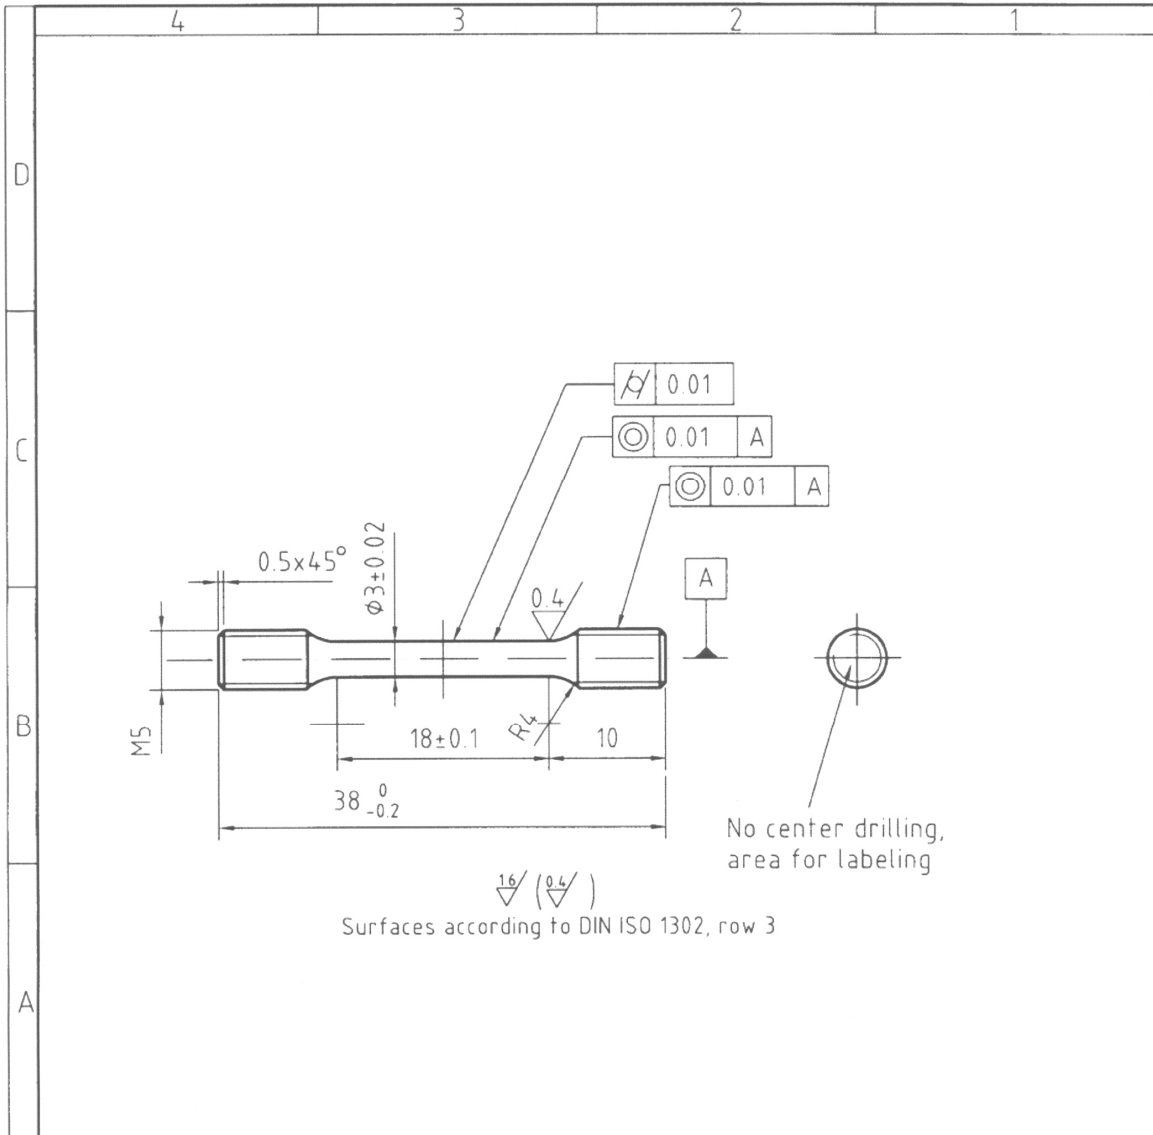 4 3 2 1
D
C
B
A
0.01
0.01 A
0.01 A
A
0.5x45°
Ø3±0.02
0.4
M5
18±0.1
R4
10
38 0 -0.2
No center drilling,
area for labeling
16 (0.4)
Surfaces according to DIN ISO 1302, row 3